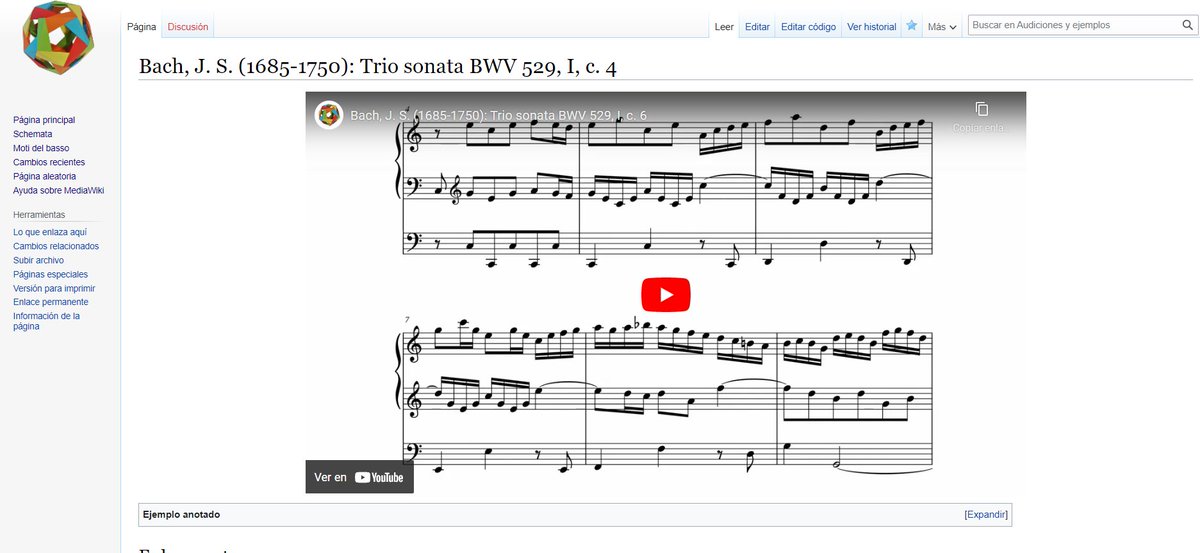 Página Discusión Leer Editar Editar código Ver historial Más Buscar en Audiciones y ejemplos
Bach, J. S. (1685-1750): Trio sonata BWV 529, I, c. 4
Página principal
Schemata
Moti del basso
Cambios recientes
Página aleatoria
Ayuda sobre MediaWiki
Herramientas
Lo que enlaza aquí
Cambios relacionados
Subir archivo
Páginas especiales
Versión para imprimir
Enlace permanente
Información de la
página
Bach, J. S. (1685-1750): Trio sonata BWV 529, I, c. 6
Copiar enla...
4
7
Ver en YouTube
Ejemplo anotado [Expandir]